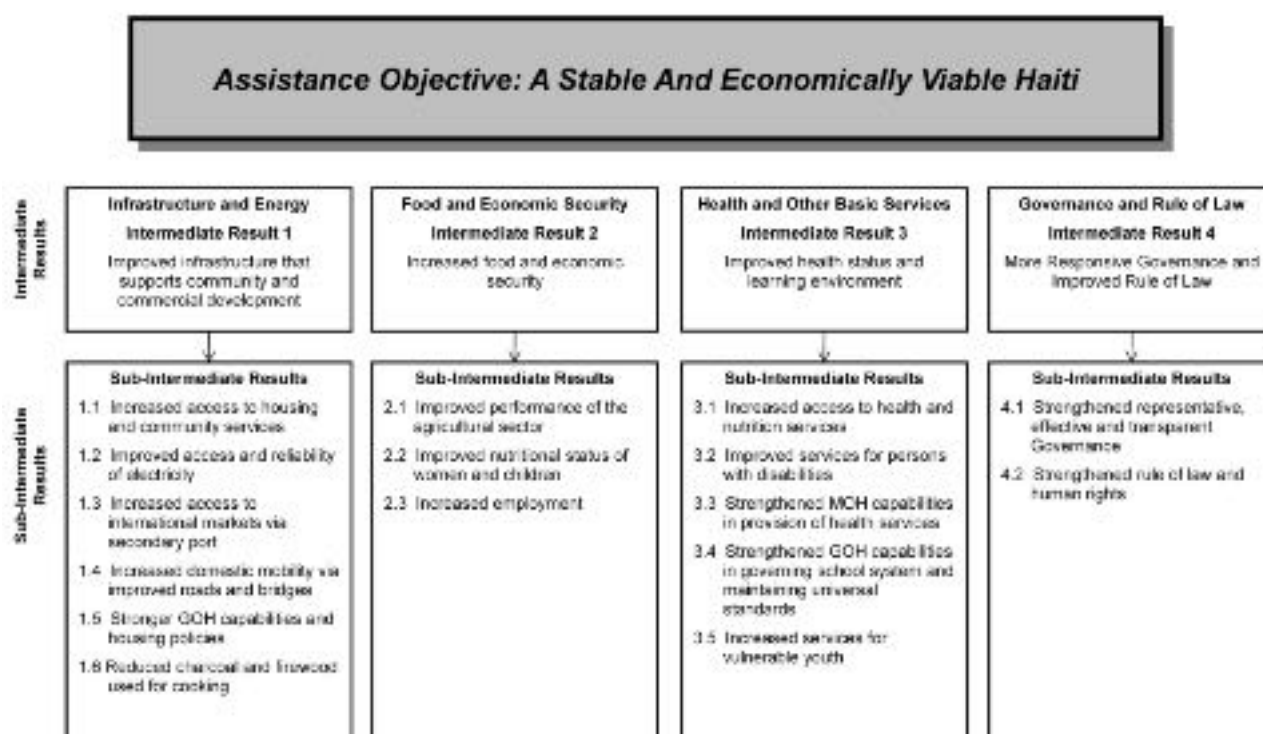 Assistance Objective: A Stable And Economically Viable Haiti
Intermediate
Results
Infrastructure and Energy
Intermediate Result 1
Improved infrastructure that
supports community and
commercial development
Food and Economic Security
Intermediate Result 2
Increased food and economic
security
Health and Other Basic Services
Intermediate Result 3
Improved health status and
learning environment
Governance and Rule of Law
Intermediate Result 4
More Responsive Governance and
Improved Rule of Law
Sub-Intermediate
Results
Sub-Intermediate Results
1.1 Increased access to housing
and community services
1.2 Improved access and reliability
of electricity
1.3 Increased access to
international markets via
secondary port
1.4 Increased domestic mobility via
improved roads and bridges
1.5 Stronger GOH capabilities and
housing policies
1.6 Reduced charcoal and firewood
used for cooking
Sub-Intermediate Results
2.1 Improved performance of the
agricultural sector
2.2 Improved nutritional status of
women and children
2.3 Increased employment
Sub-Intermediate Results
3.1 Increased access to health and
nutrition services
3.2 Improved services for persons
with disabilities
3.3 Strengthened MOH capabilities
in provision of health services
3.4 Strengthened GOH capabilities
in governing school system and
maintaining universal
standards
3.5 Increased services for
vulnerable youth
Sub-Intermediate Results
4.1 Strengthened representative,
effective and transparent
Governance
4.2 Strengthened rule of law and
human rights